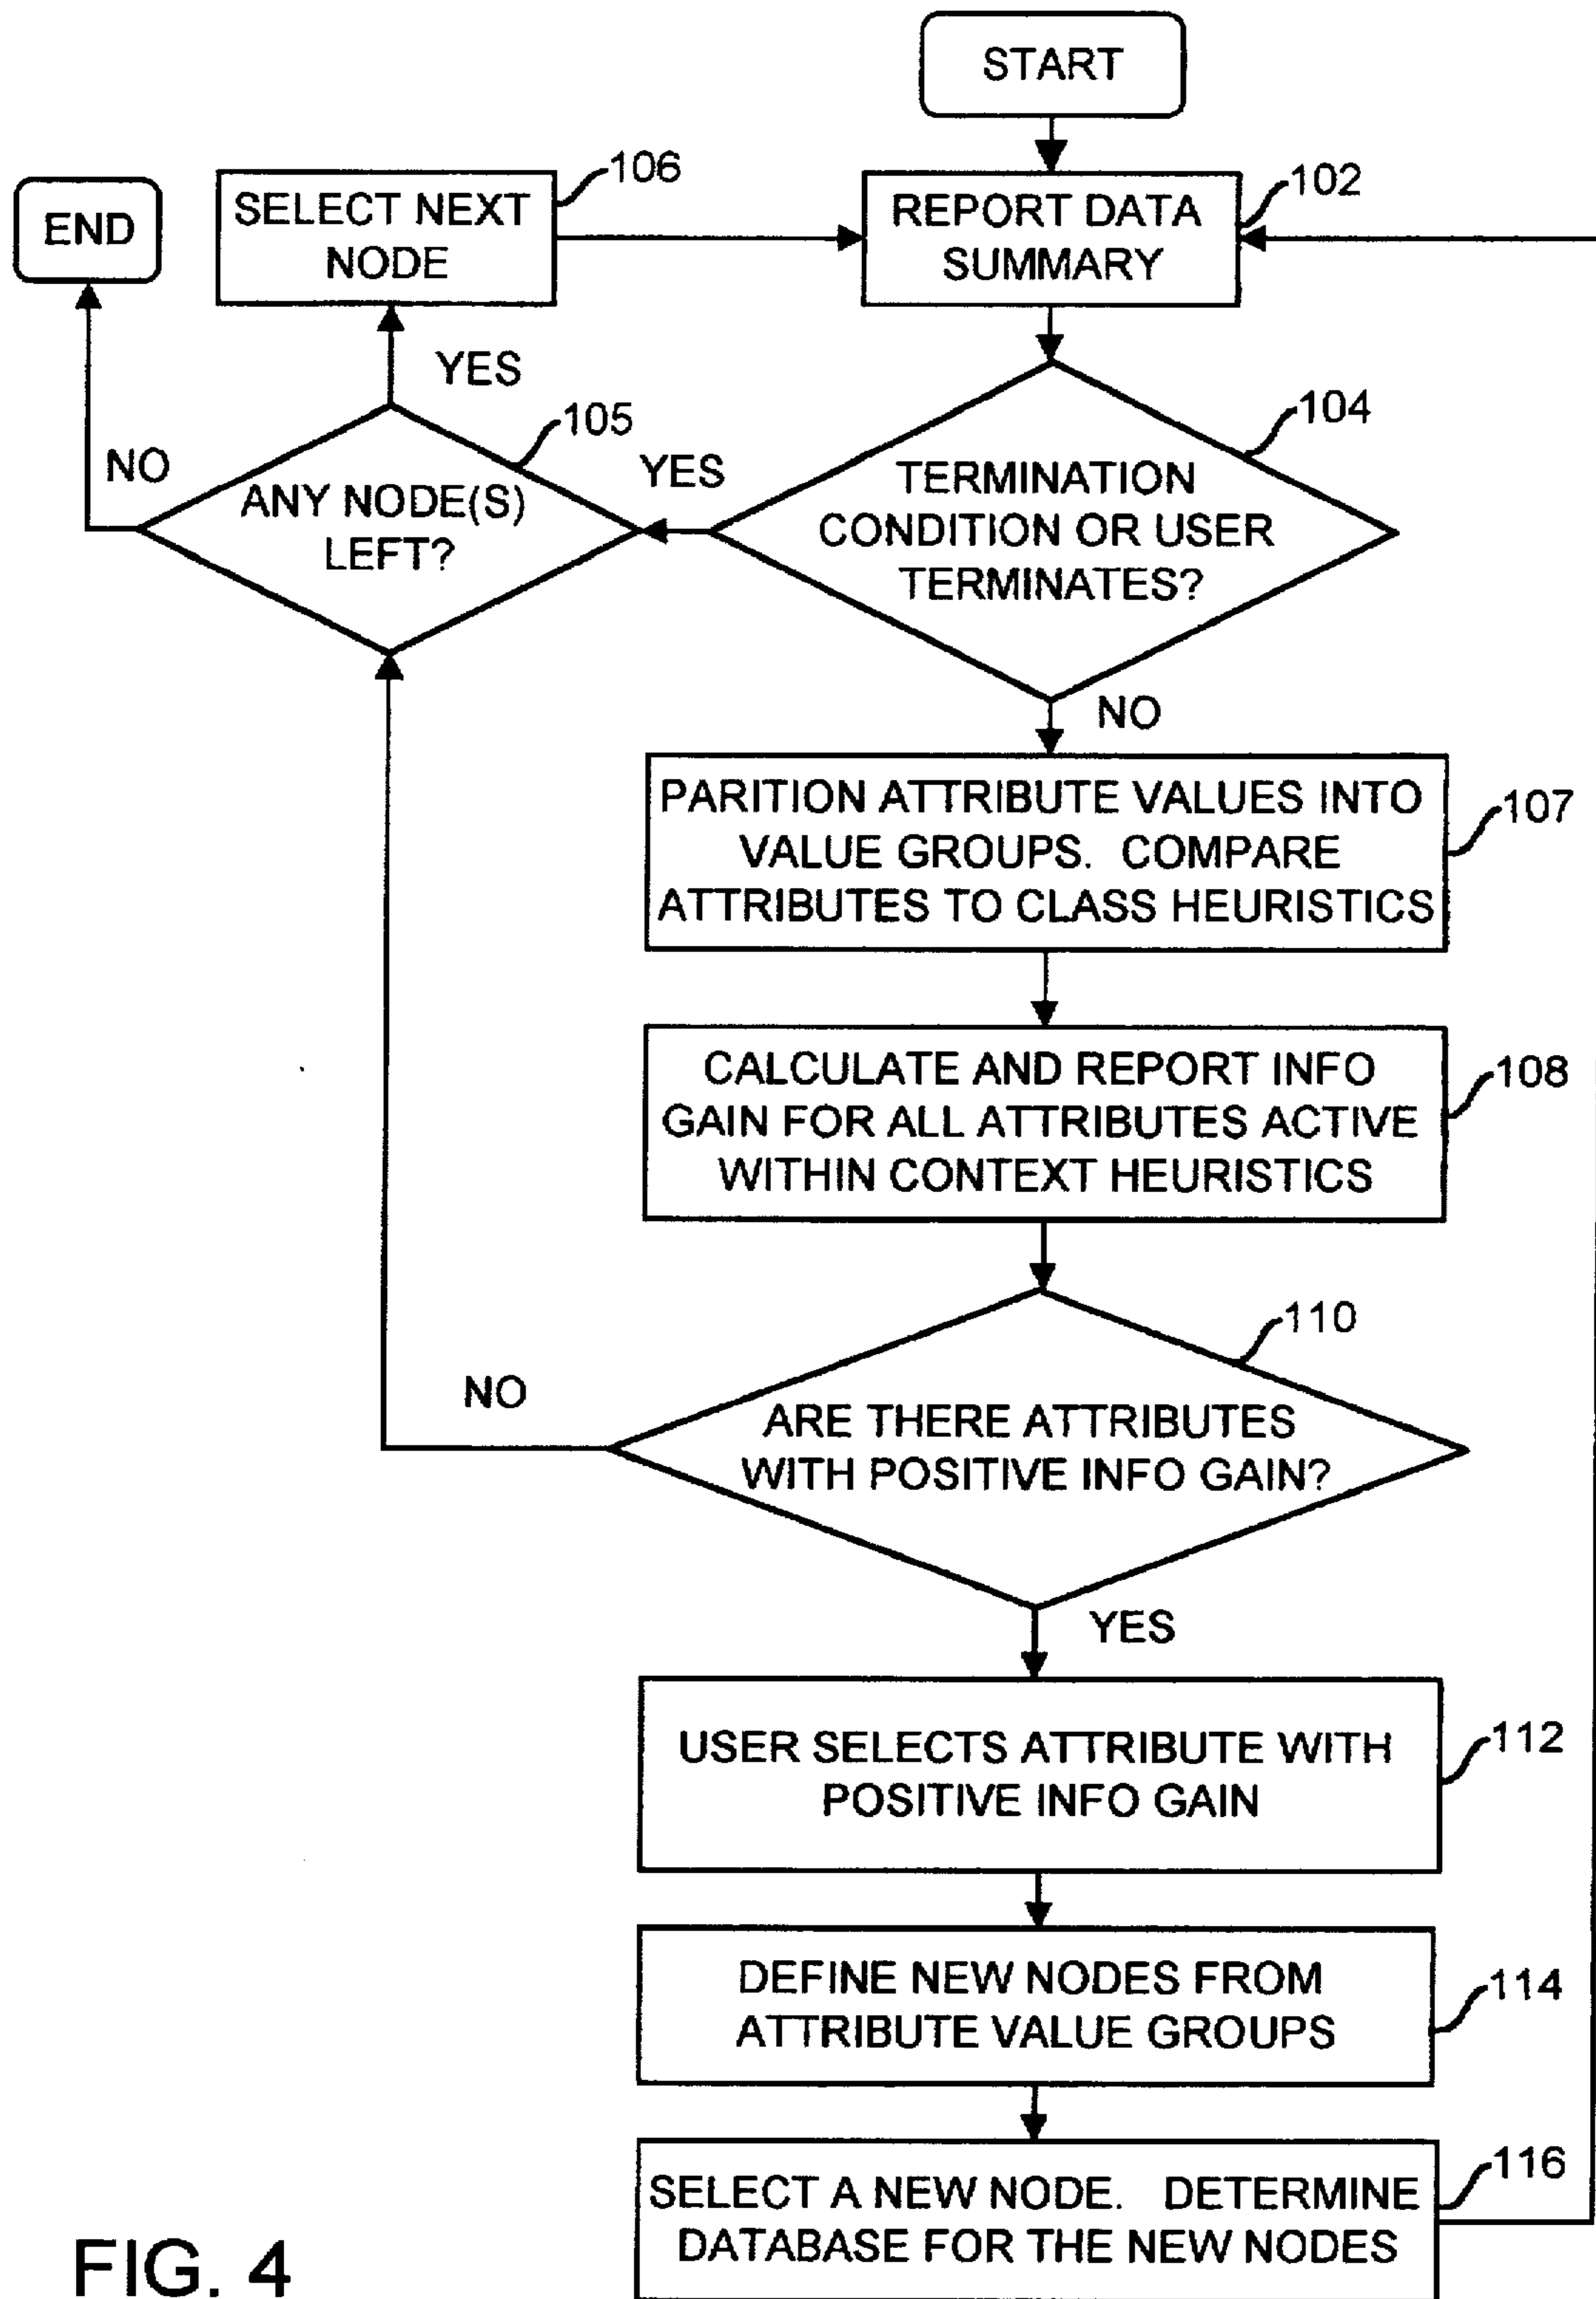 START
106
102
END
SELECT NEXT
NODE
REPORT DATA
SUMMARY
YES
104
105
NO
YES
ANY NODE(S)
LEFT?
TERMINATION
CONDITION OR USER
TERMINATES?
NO
PARITION ATTRIBUTE VALUES INTO
VALUE GROUPS. COMPARE
ATTRIBUTES TO CLASS HEURISTICS
107
CALCULATE AND REPORT INFO
GAIN FOR ALL ATTRIBUTES ACTIVE
WITHIN CONTEXT HEURISTICS
108
110
NO
ARE THERE ATTRIBUTES
WITH POSITIVE INFO GAIN?
YES
USER SELECTS ATTRIBUTE WITH
POSITIVE INFO GAIN
112
DEFINE NEW NODES FROM
ATTRIBUTE VALUE GROUPS
114
SELECT A NEW NODE. DETERMINE
DATABASE FOR THE NEW NODES
116
FIG. 4